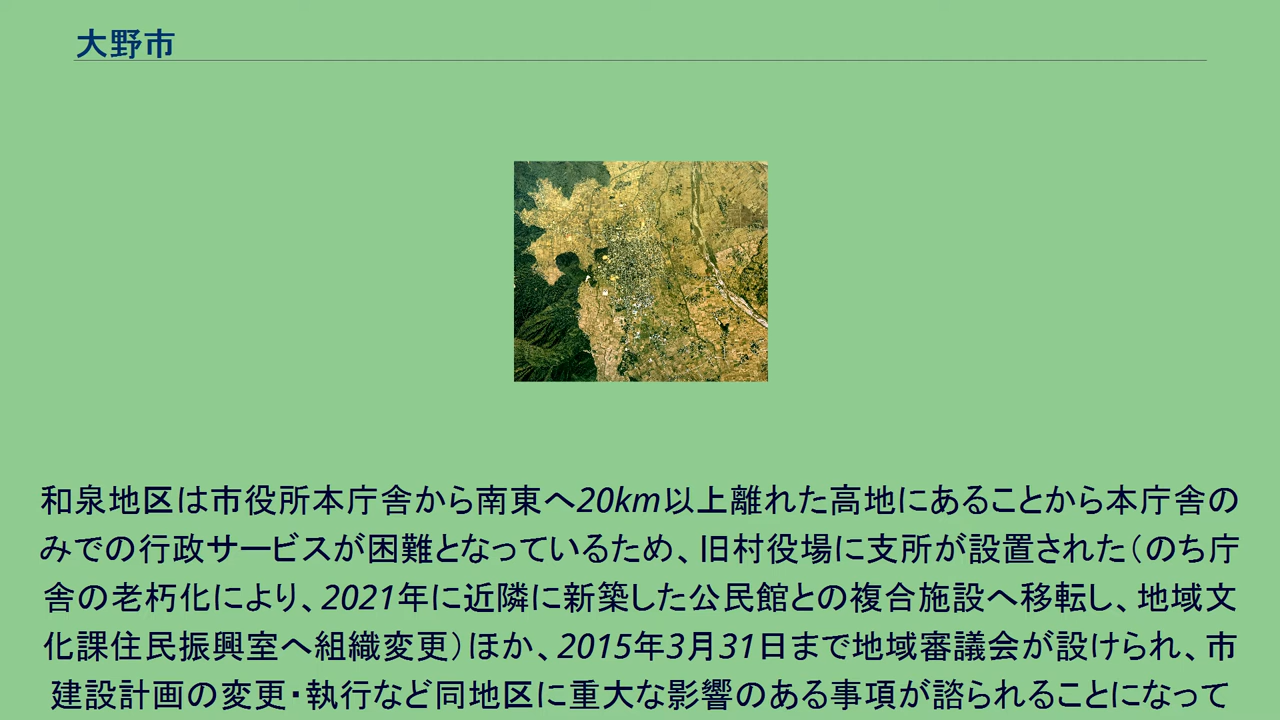 大野市
和泉地区は市役所本庁舎から南東へ20km以上離れた高地にあることから本庁舎の
みでの行政サービスが困難となっているため、旧村役場に支所が設置された（のち庁
舎の老朽化により、2021年に近隣に新築した公民館との複合施設へ移転し、地域文
化課住民振興室へ組織変更）ほか、2015年3月31日まで地域審議会が設けられ、市
建設計画の変更・執行など同地区に重大な影響のある事項が諮られることになって